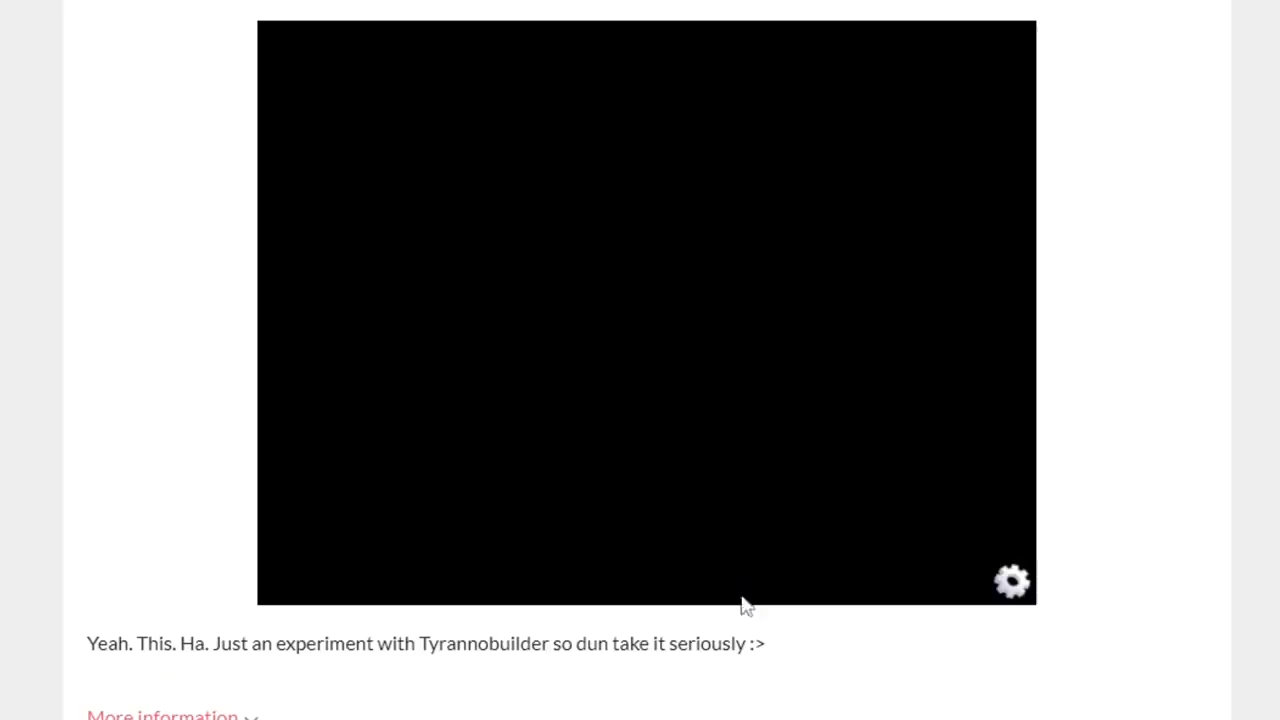 Yeah. This. Ha. Just an experiment with Tyrannobuilder so dun take it seriously :>
More information